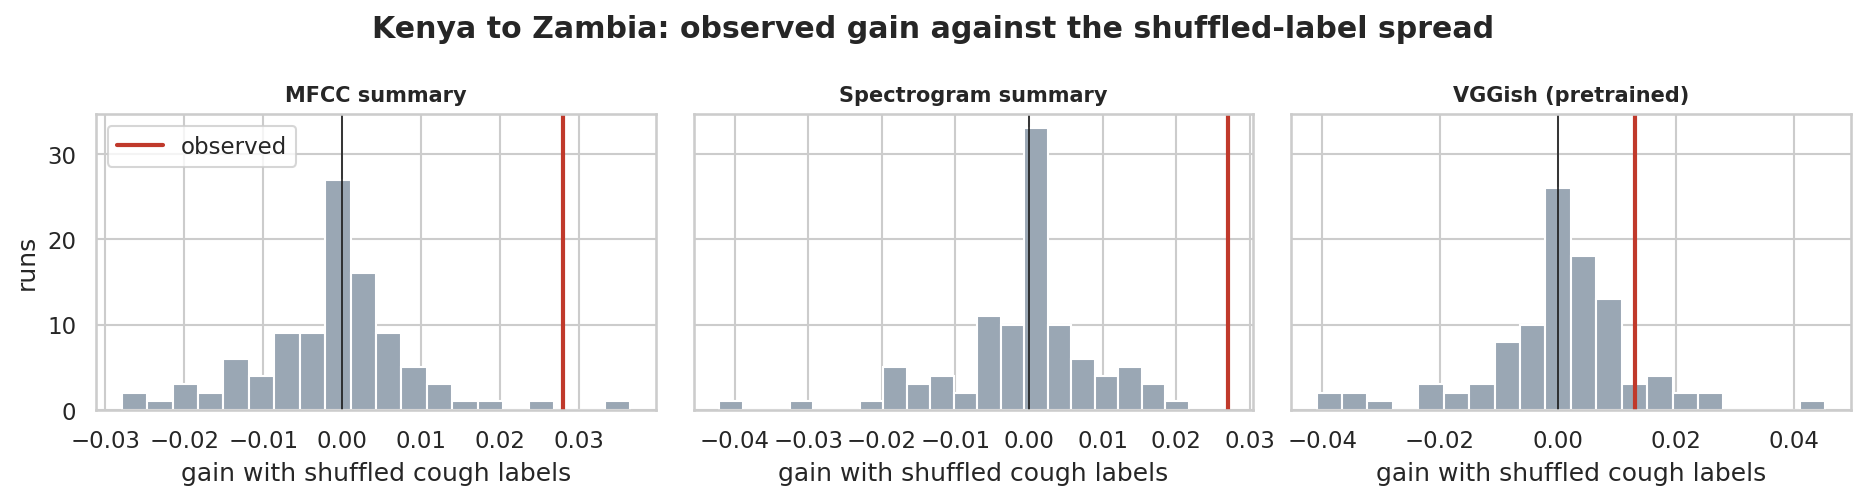 Kenya to Zambia: observed gain against the shuffled-label spread
MFCC summary
observed
runs
30
20
10
0
−0.03 −0.02 −0.01 0.00 0.01 0.02 0.03
gain with shuffled cough labels
Spectrogram summary
−0.04 −0.03 −0.02 −0.01 0.00 0.01 0.02 0.03
gain with shuffled cough labels
VGGish (pretrained)
−0.04 −0.02 0.00 0.02 0.04
gain with shuffled cough labels